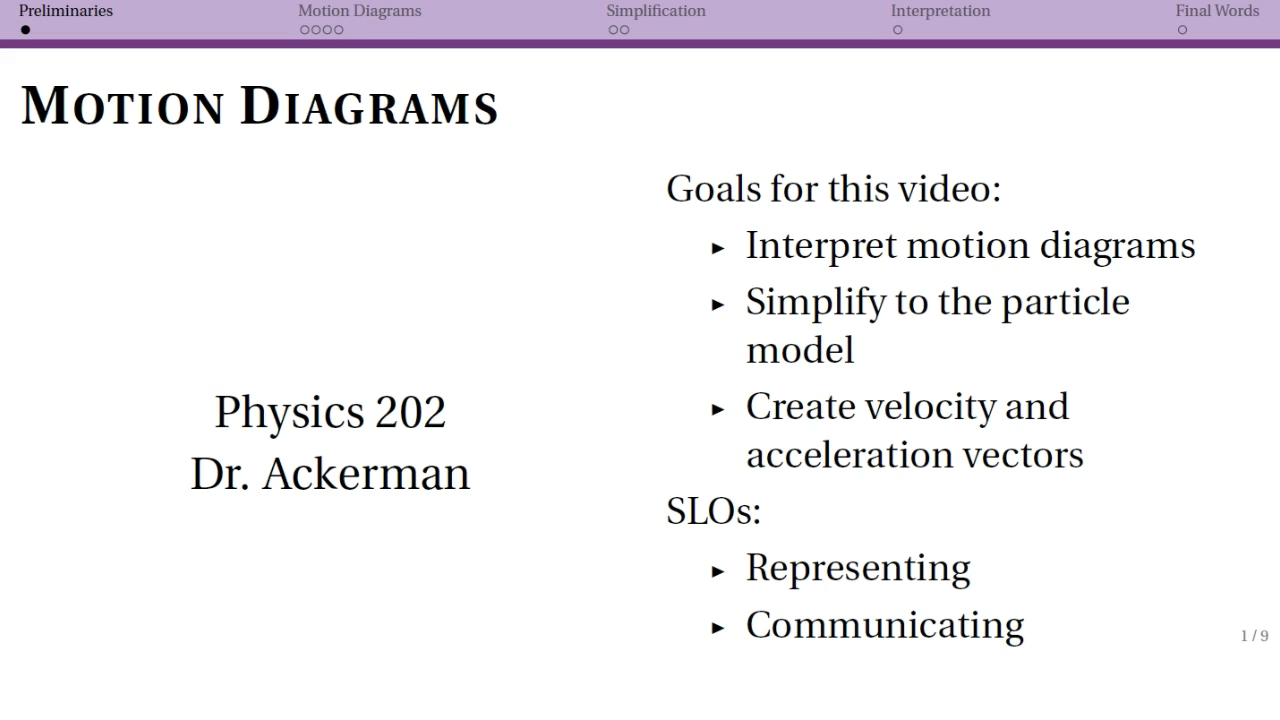 Preliminaries
Motion Diagrams
Simplification
Interpretation
Final Words
MOTION DIAGRAMS
Physics 202
Dr. Ackerman
Goals for this video:
Interpret motion diagrams
Simplify to the particle
model
Create velocity and
acceleration vectors
SLOs:
Representing
Communicating
1 / 9